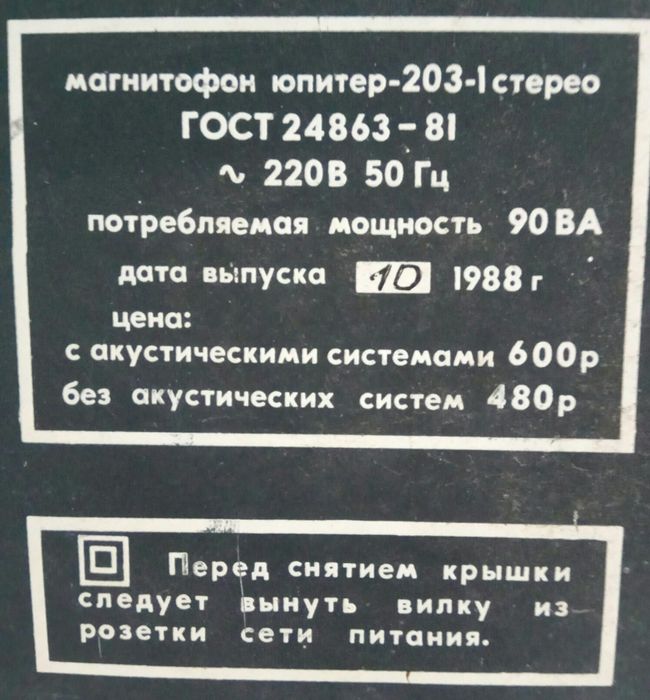 магнитофон юпитер-203-1 стерео
ГОСТ 24863-81
~ 220В 50 Гц
потребляемая мощность 90 ВА
дата выпуска 10 1988 г
цена:
с акустическими системами 600р
без акустических систем 480р
Перед снятием крышки
следует вынуть вилку из
розетки сети питания.